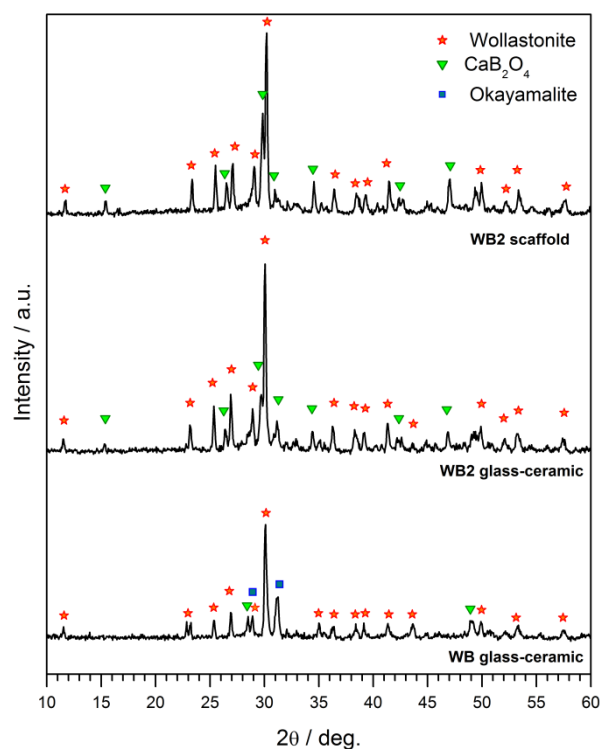 Wollastonite
CaB₂O₄
Okayamalite
WB2 scaffold
WB2 glass-ceramic
WB glass-ceramic
Intensity / a.u.
10 15 20 25 30 35 40 45 50 55 60
2θ / deg.